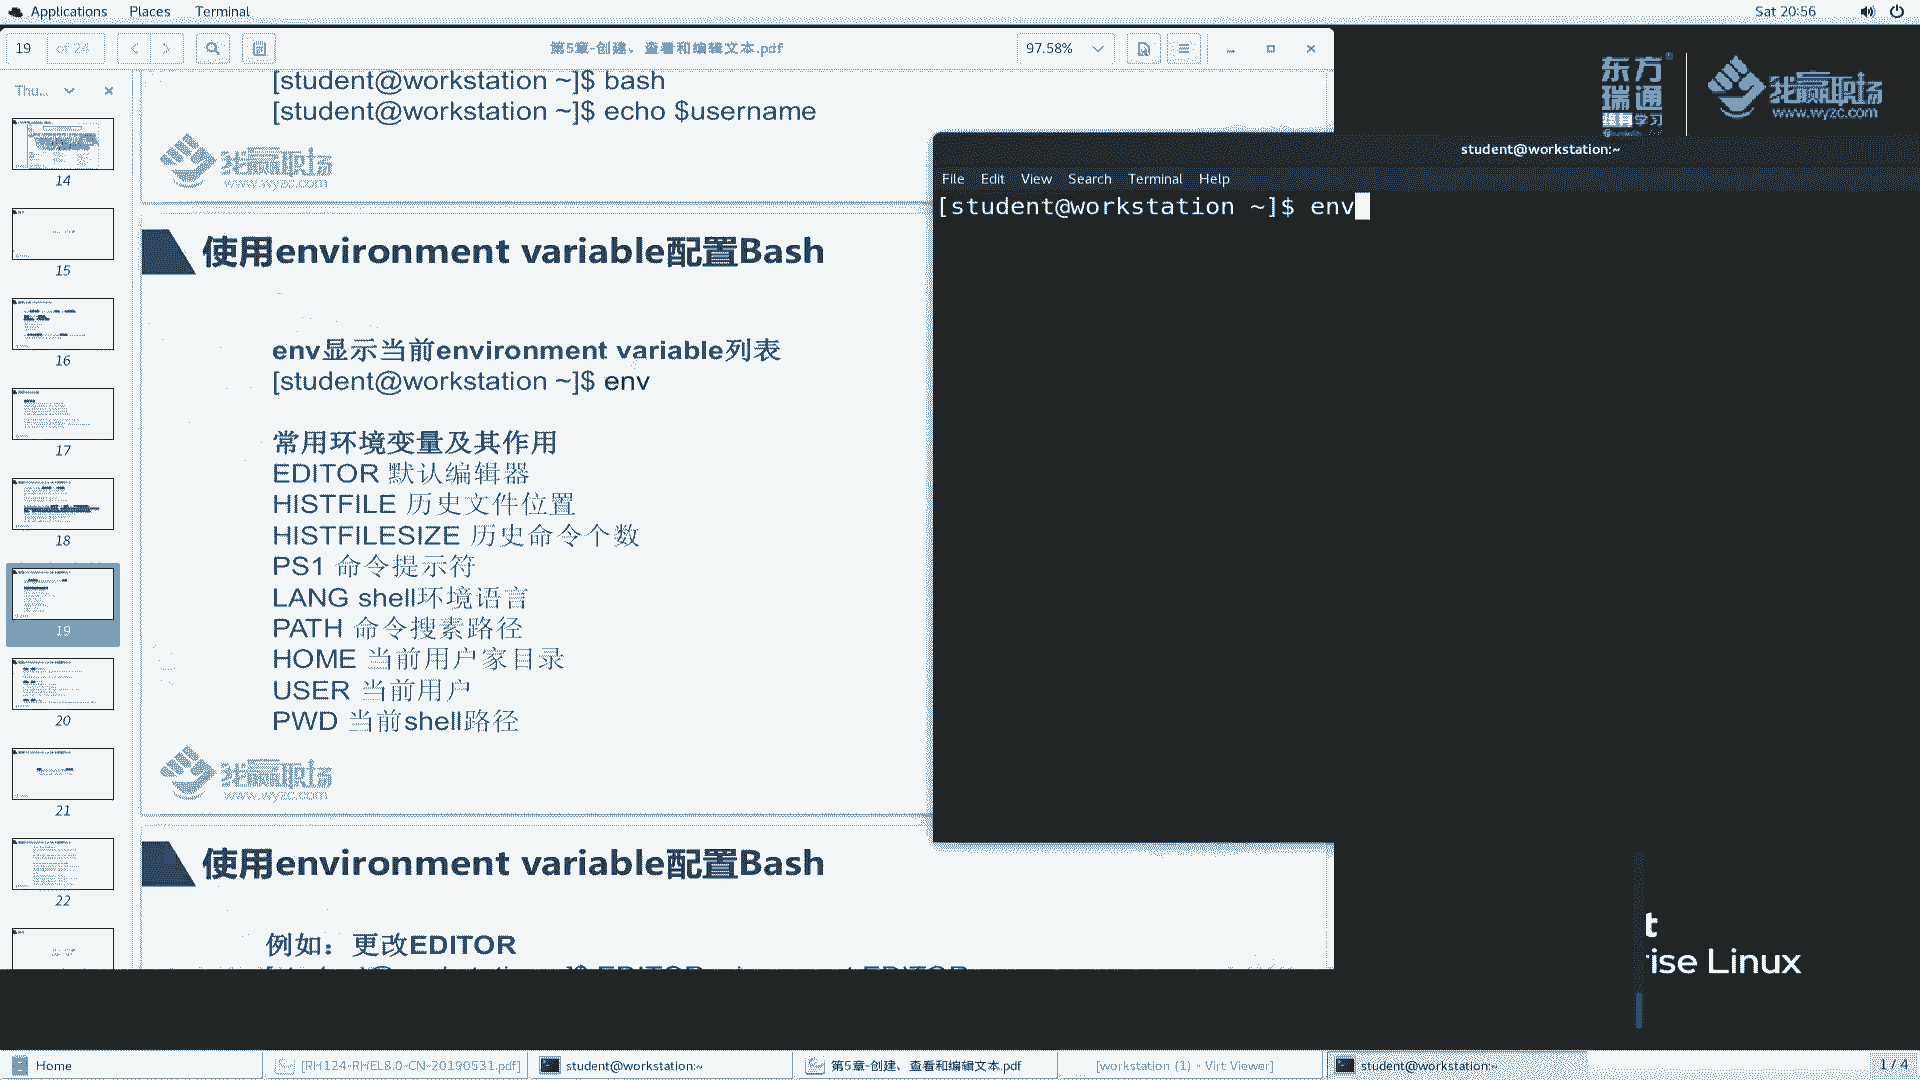 Applications Places Terminal
Sat 20:56
19 of 24
第5章-创建、查看和编辑文本.pdf
97.58%
Thu...
14
15
16
17
18
19
20
21
22
[student@workstation ~]$ bash
[student@workstation ~]$ echo $username
我赢职场
www.wyzc.com
使用environment variable配置Bash
env显示当前environment variable列表
[student@workstation ~]$ env
常用环境变量及其作用
EDITOR 默认编辑器
HISTFILE 历史文件位置
HISTFILESIZE 历史命令个数
PS1 命令提示符
LANG shell环境语言
PATH 命令搜素路径
HOME 当前用户家目录
USER 当前用户
PWD 当前shell路径
我赢职场
www.wyzc.com
使用environment variable配置Bash
例如：更改EDITOR
东方
瑞通
终身学习
我赢职场
www.wyzc.com
student@workstation:~
File Edit View Search Terminal Help
[student@workstation ~]$ env
t
rise Linux
Home
[RH124-RHEL8.0-CN-20190531.pdf]
student@workstation:~
第5章-创建、查看和编辑文本.pdf
[workstation (1) - Virt Viewer]
student@workstation:~
1 / 4